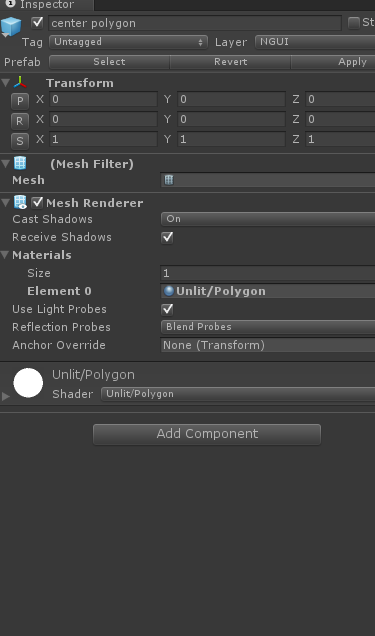 Inspector
center polygon St
Tag Untagged Layer NGUI
Prefab Select Revert Apply
Transform
P X 0 Y 0 Z 0
R X 0 Y 0 Z 0
S X 1 Y 1 Z 1
(Mesh Filter)
Mesh
Mesh Renderer
Cast Shadows On
Receive Shadows
Materials
Size 1
Element 0 Unlit/Polygon
Use Light Probes
Reflection Probes Blend Probes
Anchor Override None (Transform)
Unlit/Polygon
Shader Unlit/Polygon
Add Component